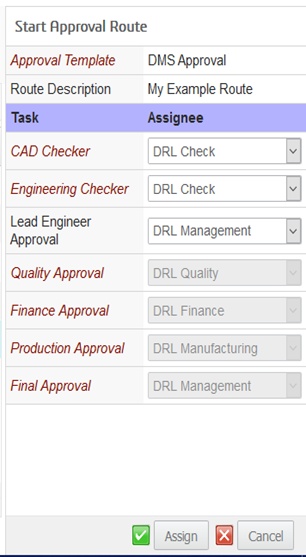 Start Approval Route
Approval Template DMS Approval
Route Description My Example Route
Task Assignee
CAD Checker DRL Check
Engineering Checker DRL Check
Lead Engineer
Approval DRL Management
Quality Approval DRL Quality
Finance Approval DRL Finance
Production Approval DRL Manufacturing
Final Approval DRL Management
Assign Cancel